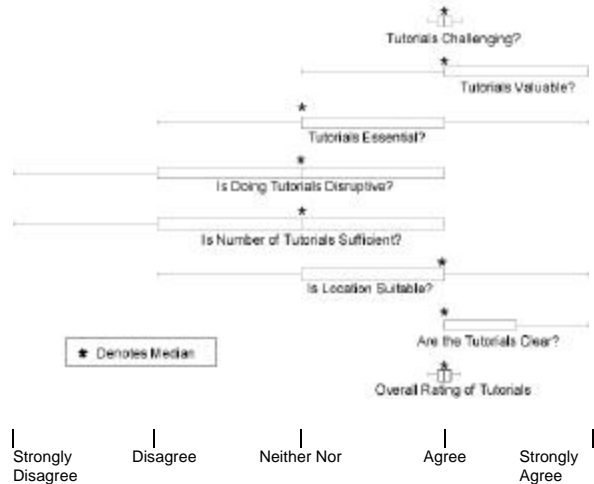 *
Tutorials Challenging?
*
Tutorials Valuable?
*
Tutorials Essential?
*
Is Doing Tutorials Disruptive?
*
Is Number of Tutorials Sufficient?
*
Is Location Suitable?
*
Are the Tutorials Clear?
* Denotes Median
*
Overall Rating of Tutorials
Strongly Disagree Disagree Neither Nor Agree Strongly Agree